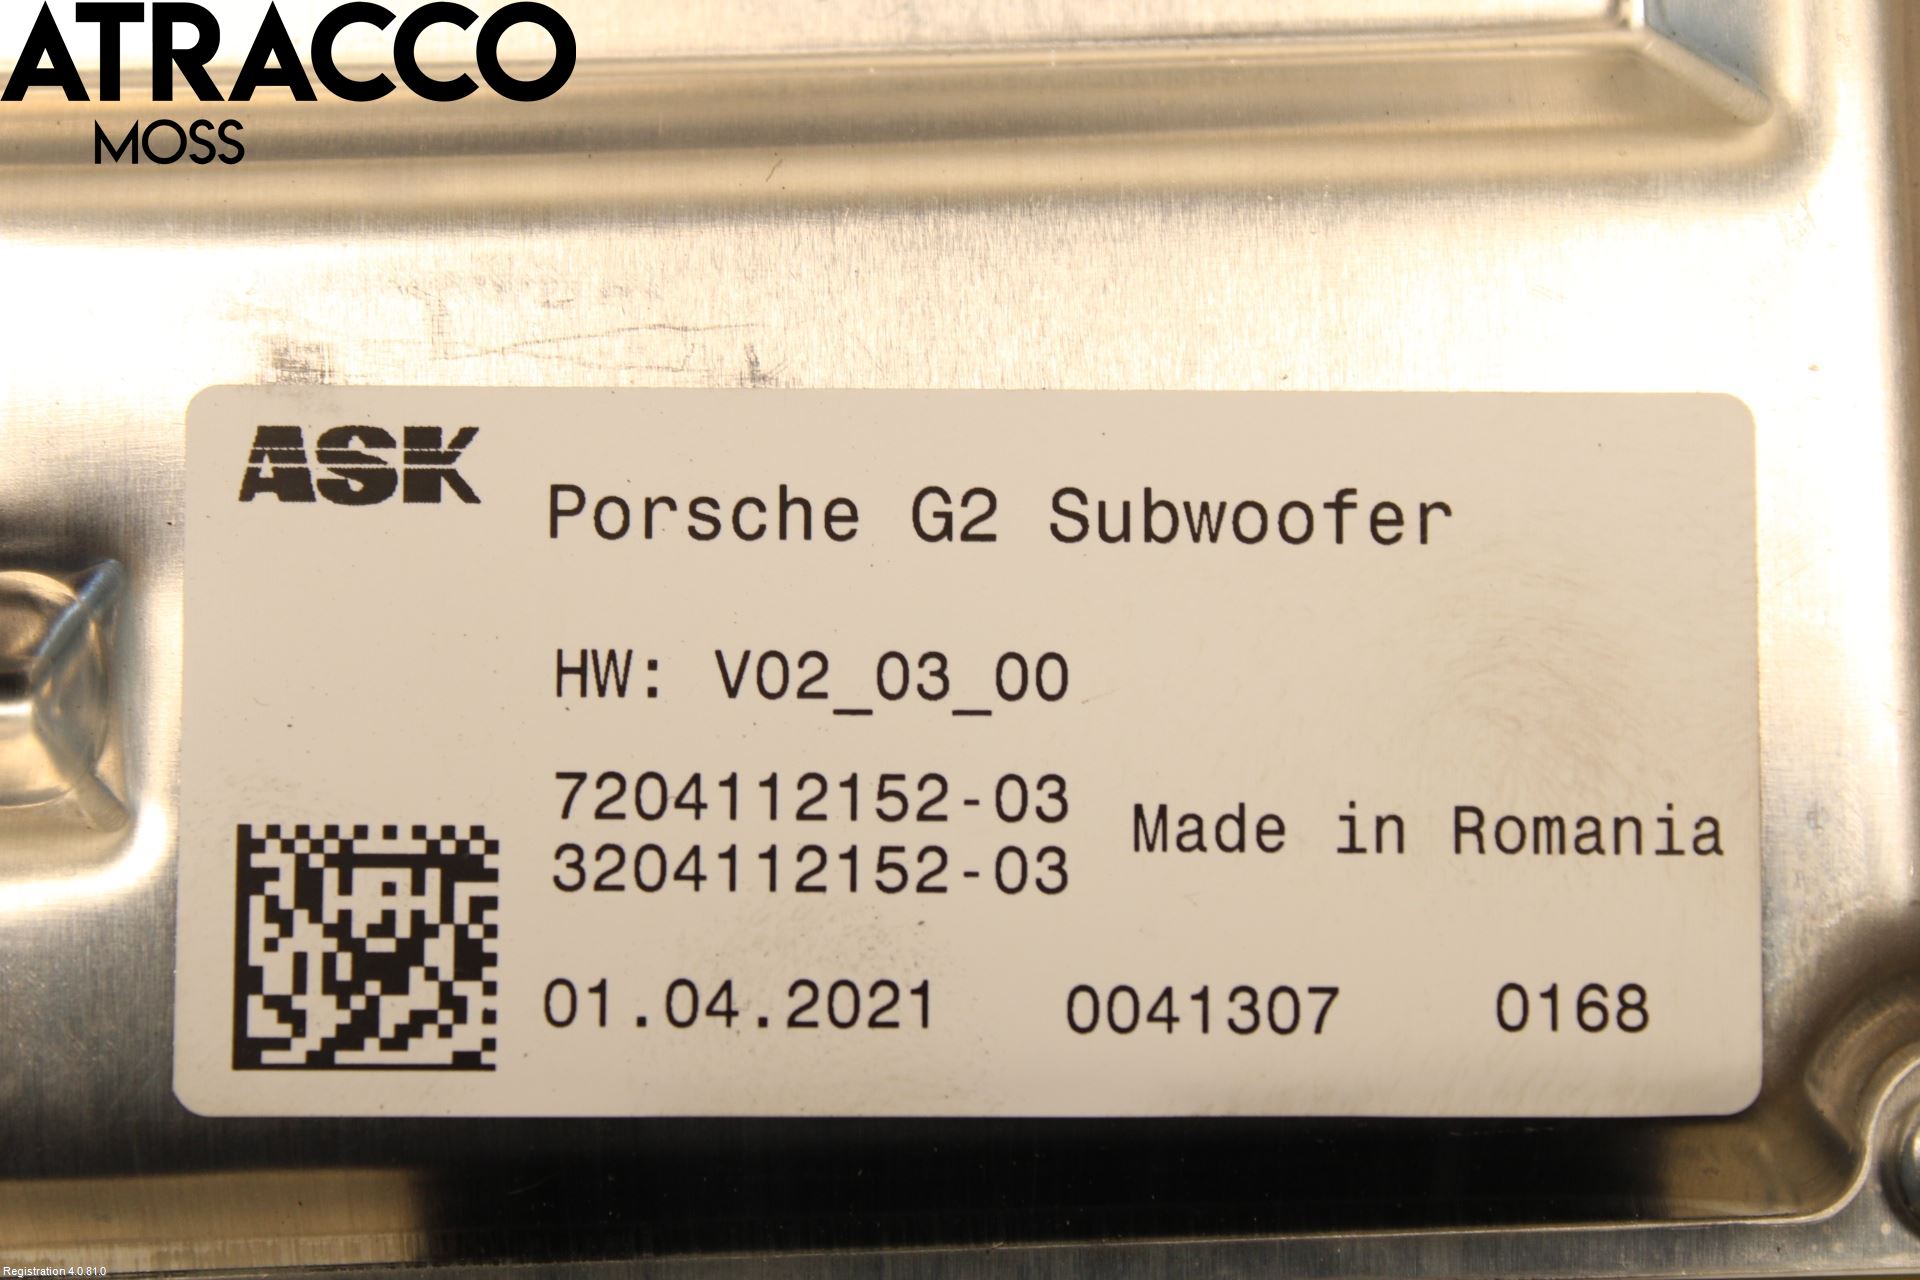 ATRACCO
MOSS
ASK
Porsche G2 Subwoofer
HW: V02_03_00
7204112152-03
3204112152-03
Made in Romania
01.04.2021 0041307 0168
Registration 4.0.81.0